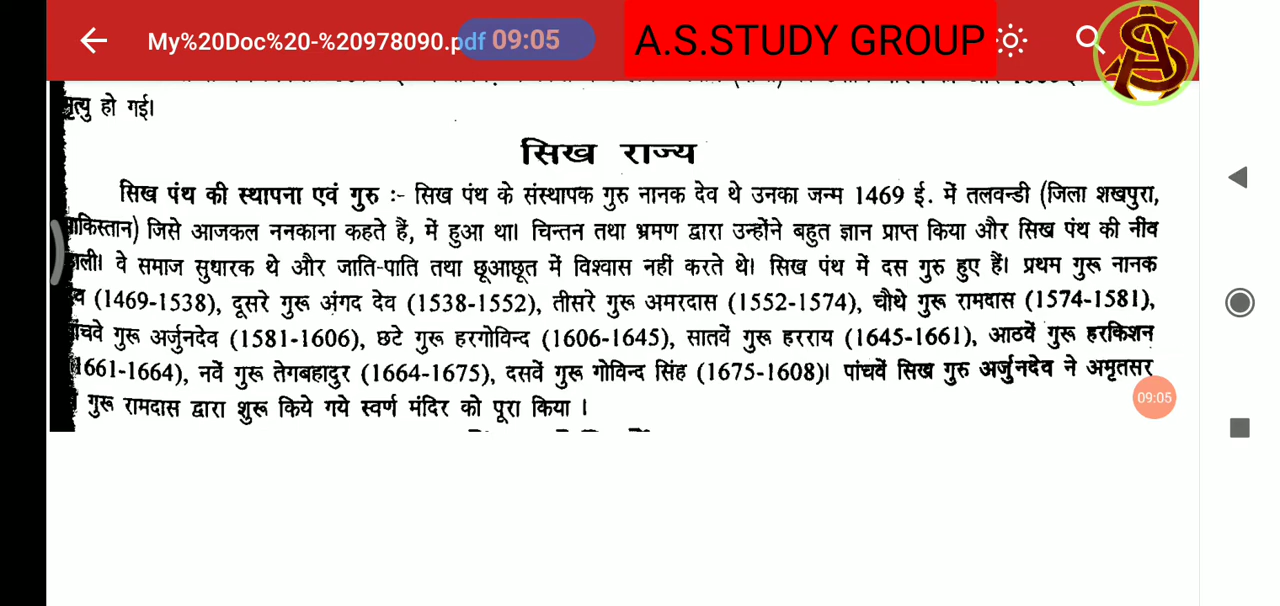 My%20Doc%20-%20978090.pdf 09:05 A.S.STUDY GROUP
मृत्यु हो गई।
सिख राज्य
सिख पंथ की स्थापना एवं गुरु :- सिख पंथ के संस्थापक गुरु नानक देव थे उनका जन्म 1469 ई. में तलवन्डी (जिला शखपुरा,
पाकिस्तान) जिसे आजकल ननकाना कहते हैं, में हुआ था। चिन्तन तथा भ्रमण द्वारा उन्होंने बहुत ज्ञान प्राप्त किया और सिख पंथ की नींव
डाली। वे समाज सुधारक थे और जाति-पाति तथा छूआछूत में विश्वास नहीं करते थे। सिख पंथ में दस गुरु हुए हैं। प्रथम गुरू नानक
देव (1469-1538), दूसरे गुरू अंगद देव (1538-1552), तीसरे गुरू अमरदास (1552-1574), चौथे गुरू रामदास (1574-1581),
पांचवे गुरू अर्जुनदेव (1581-1606), छटे गुरू हरगोविन्द (1606-1645), सातवें गुरू हरराय (1645-1661), आठवें गुरू हरकिशन
(1661-1664), नवें गुरू तेगबहादुर (1664-1675), दसवें गुरू गोविन्द सिंह (1675-1608)। पांचवें सिख गुरु अर्जुनदेव ने अमृतसर
गुरू रामदास द्वारा शुरू किये गये स्वर्ण मंदिर को पूरा किया ।
09:05